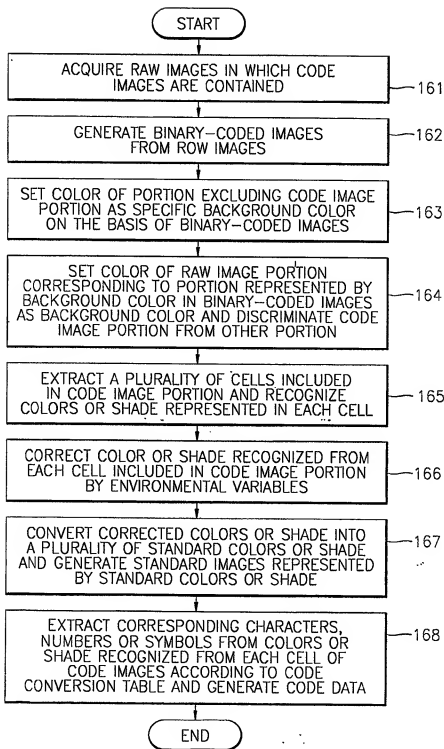 START
ACQUIRE RAW IMAGES IN WHICH CODE
IMAGES ARE CONTAINED
161
GENERATE BINARY-CODED IMAGES
FROM ROW IMAGES
162
SET COLOR OF PORTION EXCLUDING CODE IMAGE
PORTION AS SPECIFIC BACKGROUND COLOR
ON THE BASIS OF BINARY-CODED IMAGES
163
SET COLOR OF RAW IMAGE PORTION
CORRESPONDING TO PORTION REPRESENTED BY
BACKGROUND COLOR IN BINARY-CODED IMAGES
AS BACKGROUND COLOR AND DISCRIMINATE CODE
IMAGE PORTION FROM OTHER PORTION
164
EXTRACT A PLURALITY OF CELLS INCLUDED
IN CODE IMAGE PORTION AND RECOGNIZE
COLORS OR SHADE REPRESENTED IN EACH CELL
165
CORRECT COLOR OR SHADE RECOGNIZED FROM
EACH CELL INCLUDED IN CODE IMAGE PORTION
BY ENVIRONMENTAL VARIABLES
166
CONVERT CORRECTED COLORS OR SHADE INTO
A PLURALITY OF STANDARD COLORS OR SHADE
AND GENERATE STANDARD IMAGES REPRESENTED
BY STANDARD COLORS OR SHADE
167
EXTRACT CORRESPONDING CHARACTERS,
NUMBERS OR SYMBOLS FROM COLORS OR
SHADE RECOGNIZED FROM EACH CELL OF
CODE IMAGES ACCORDING TO CODE
CONVERSION TABLE AND GENERATE CODE DATA
168
END